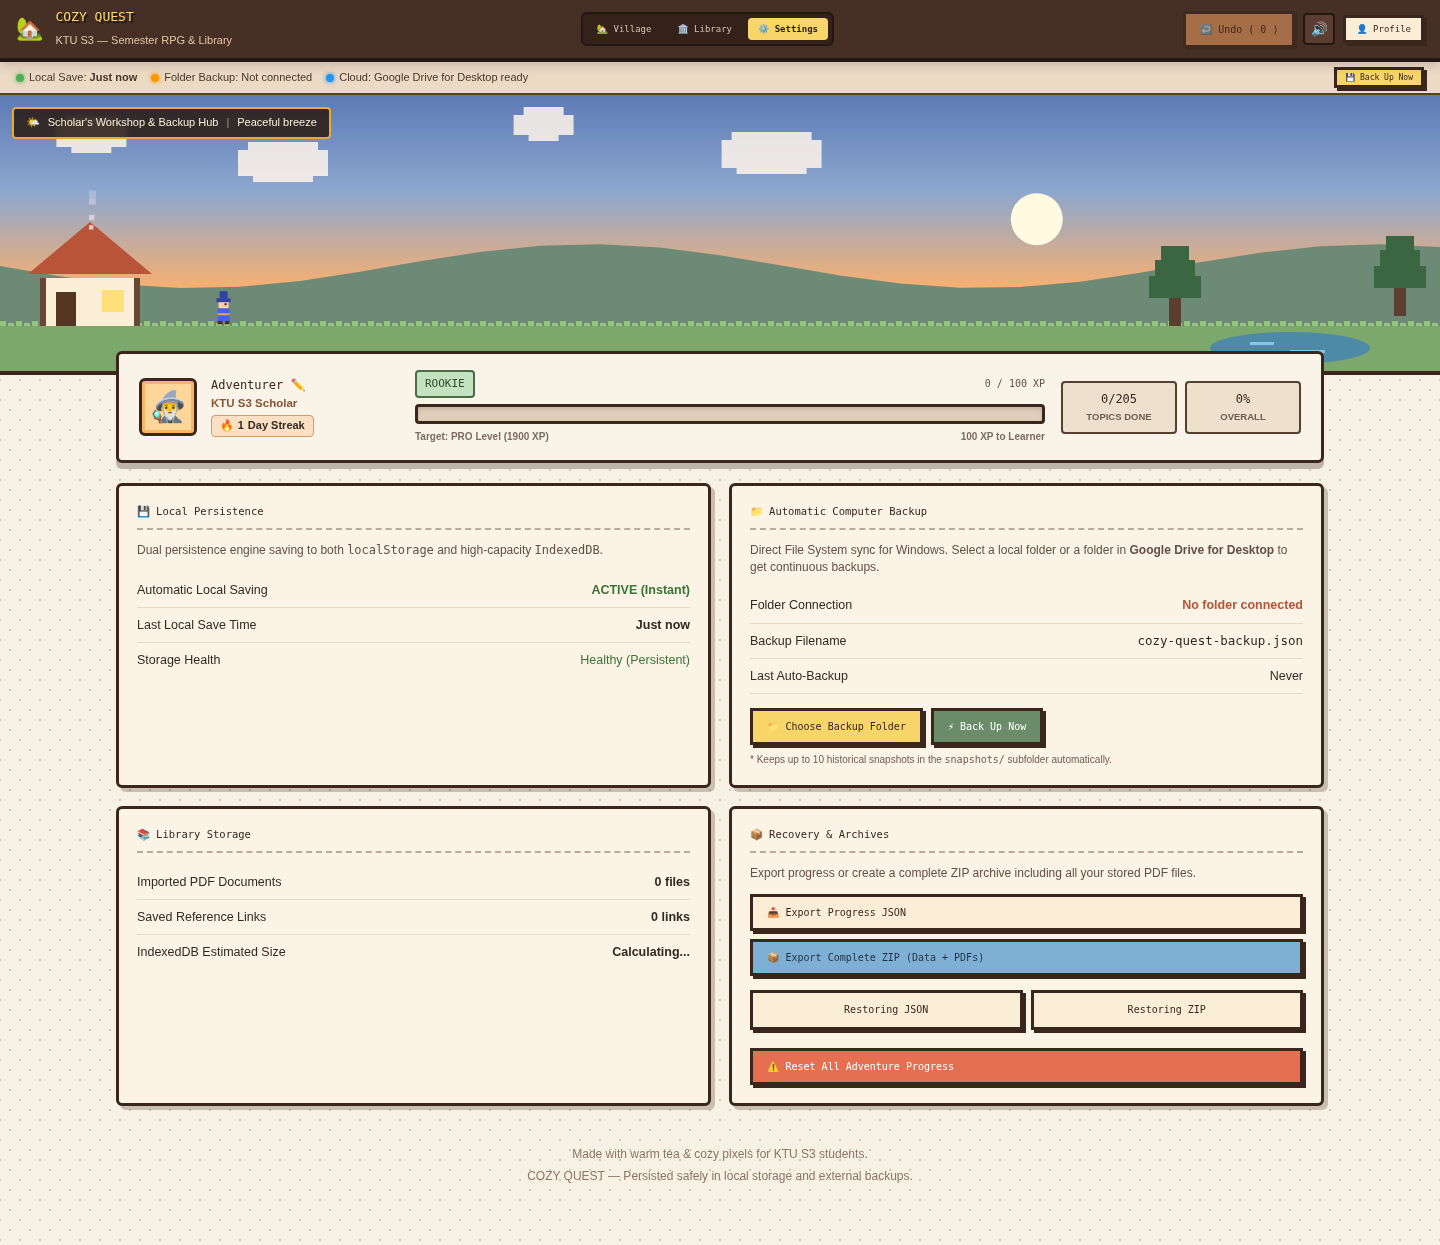 COZY QUEST
KTU S3 — Semester RPG & Library
Village
Library
Settings
Undo ( 0 )
Profile
Local Save: Just now
Folder Backup: Not connected
Cloud: Google Drive for Desktop ready
Back Up Now
Scholar's Workshop & Backup Hub | Peaceful breeze
Adventurer
KTU S3 Scholar
1 Day Streak
ROOKIE
0 / 100 XP
Target: PRO Level (1900 XP)
100 XP to Learner
0/205
TOPICS DONE
0%
OVERALL
Local Persistence
Dual persistence engine saving to both localStorage and high-capacity IndexedDB.
Automatic Local Saving
ACTIVE (Instant)
Last Local Save Time
Just now
Storage Health
Healthy (Persistent)
Automatic Computer Backup
Direct File System sync for Windows. Select a local folder or a folder in Google Drive for Desktop to
get continuous backups.
Folder Connection
No folder connected
Backup Filename
cozy-quest-backup.json
Last Auto-Backup
Never
Choose Backup Folder
Back Up Now
* Keeps up to 10 historical snapshots in the snapshots/ subfolder automatically.
Library Storage
Imported PDF Documents
0 files
Saved Reference Links
0 links
IndexedDB Estimated Size
Calculating...
Recovery & Archives
Export progress or create a complete ZIP archive including all your stored PDF files.
Export Progress JSON
Export Complete ZIP (Data + PDFs)
Restoring JSON
Restoring ZIP
Reset All Adventure Progress
Made with warm tea & cozy pixels for KTU S3 students.
COZY QUEST — Persisted safely in local storage and external backups.